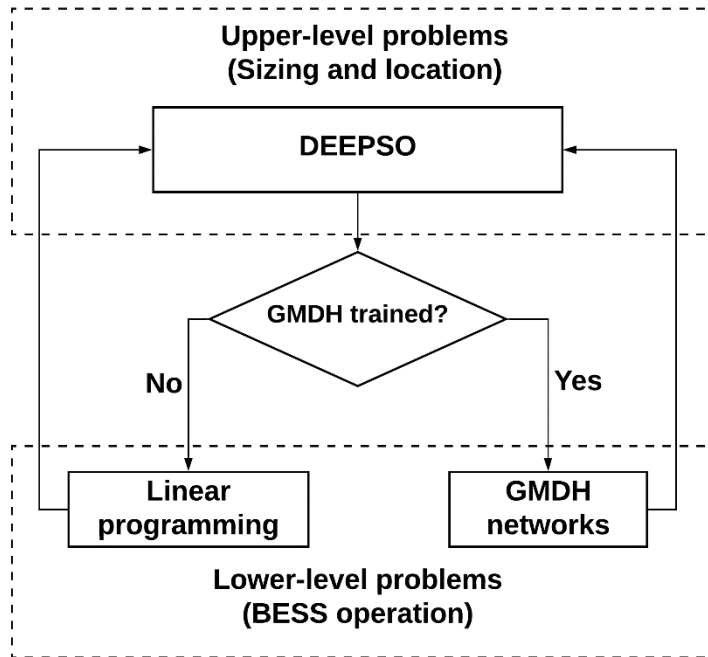 Upper-level problems
(Sizing and location)
DEEPSO
GMDH trained?
No
Yes
Linear
programming
GMDH
networks
Lower-level problems
(BESS operation)